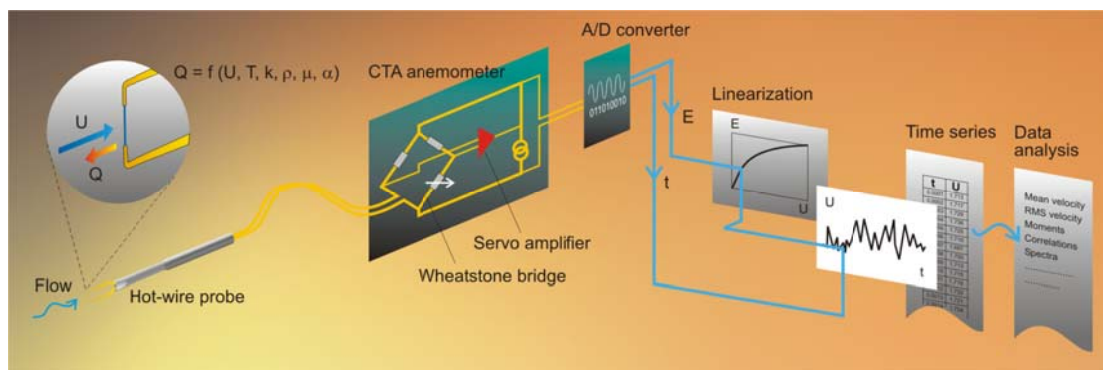 A/D converter
Q = f (U, T, k, ρ, μ, α)
CTA anemometer
011010010
U
Q
E
t
Linearization
E
U
Time series
t U
Data
analysis
Mean velocity
RMS velocity
Moments
Correlations
Spectra
U
t
Servo amplifier
Wheatstone bridge
Flow
Hot-wire probe